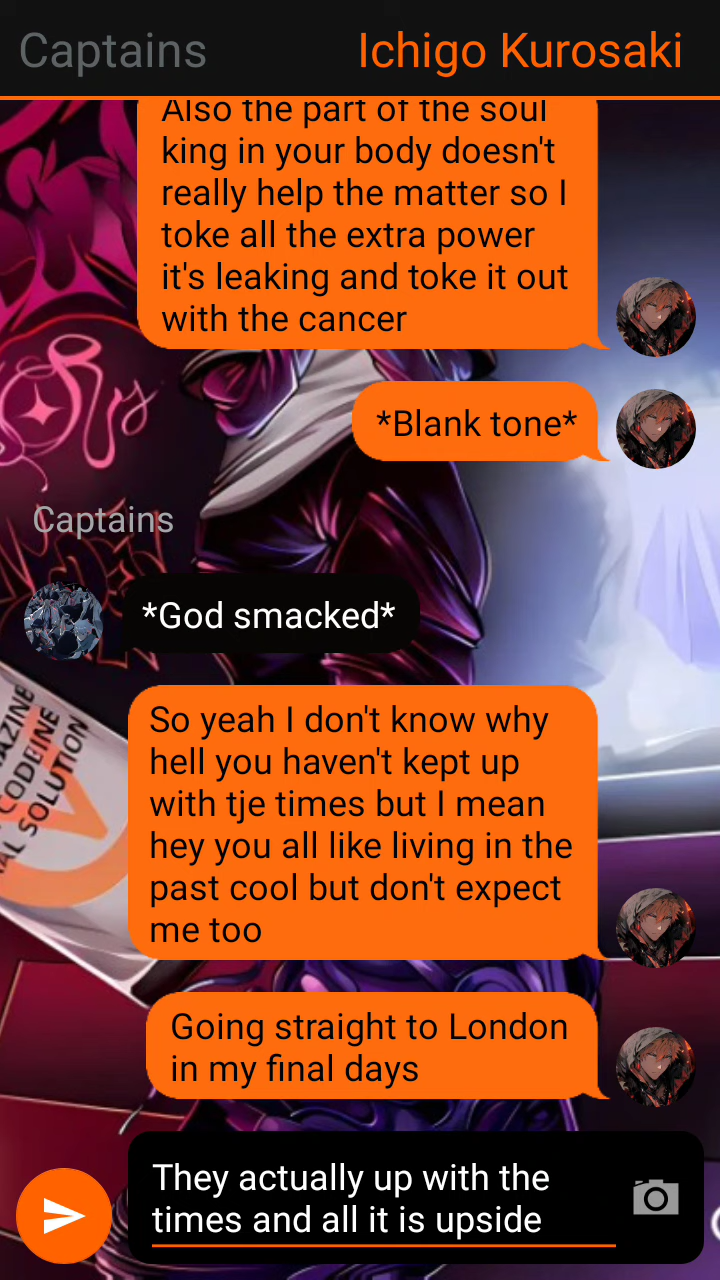 Captains
Ichigo Kurosaki
Also the part of the soul
king in your body doesn't
really help the matter so I
toke all the extra power
it's leaking and toke it out
with the cancer
*Blank tone*
Captains
*God smacked*
So yeah I don't know why
hell you haven't kept up
with tje times but I mean
hey you all like living in the
past cool but don't expect
me too
Going straight to London
in my final days
They actually up with the
times and all it is upside
CODEINE
SOLUTION